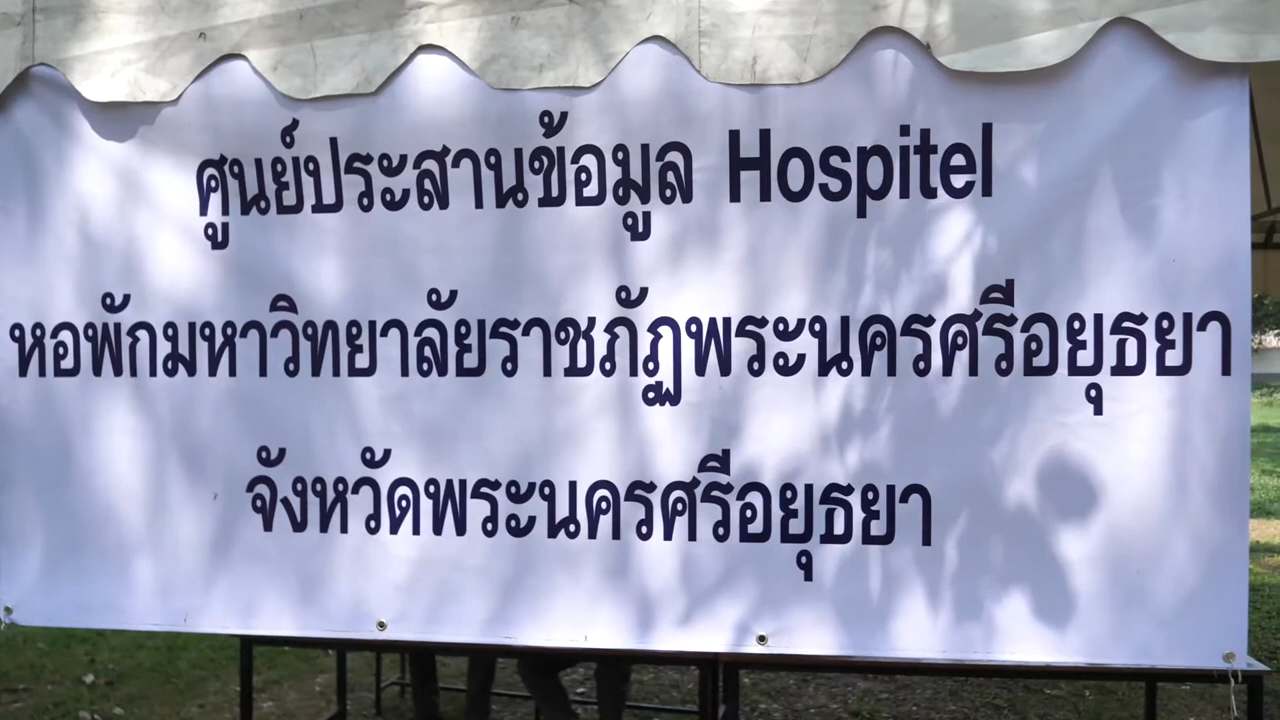 ศูนย์ประสานข้อมูล Hospitel
หอพักมหาวิทยาลัยราชภัฏพระนครศรีอยุธยา
จังหวัดพระนครศรีอยุธยา